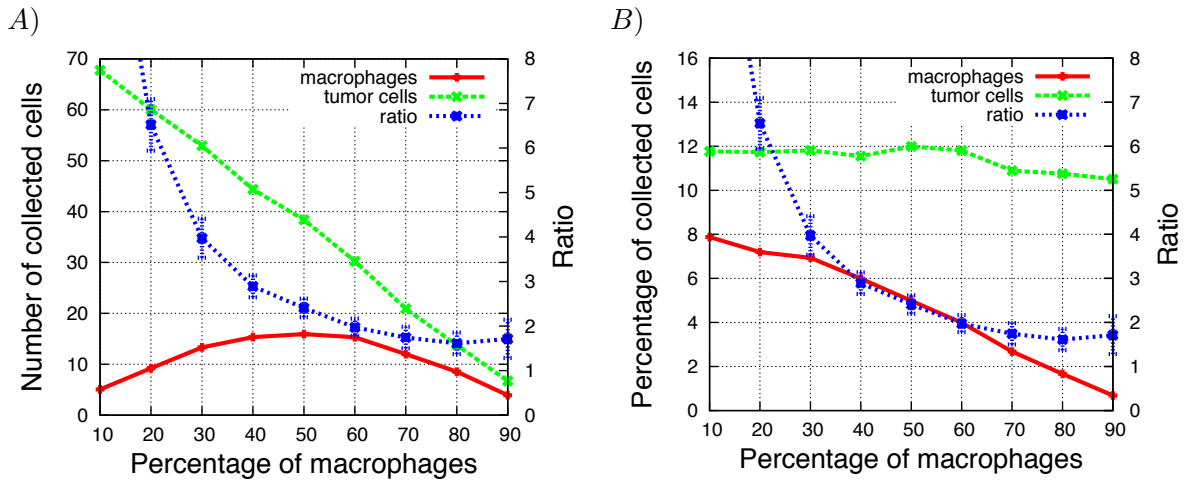 A)
Number of collected cells
70
60
50
40
30
20
10
0
10 20 30 40 50 60 70 80 90
Percentage of macrophages
8
7
6
5
4
3
2
1
0
Ratio
macrophages
tumor cells
ratio
B)
Percentage of collected cells
16
14
12
10
8
6
4
2
0
10 20 30 40 50 60 70 80 90
Percentage of macrophages
8
7
6
5
4
3
2
1
0
Ratio
macrophages
tumor cells
ratio